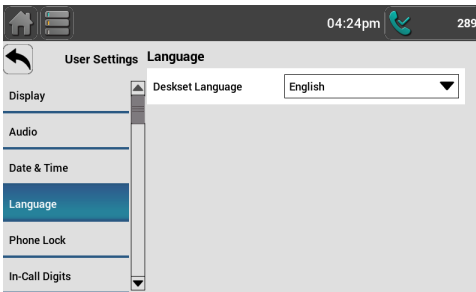 04:24pm 289
User Settings Language
Deskset Language English
Display
Audio
Date & Time
Language
Phone Lock
In-Call Digits